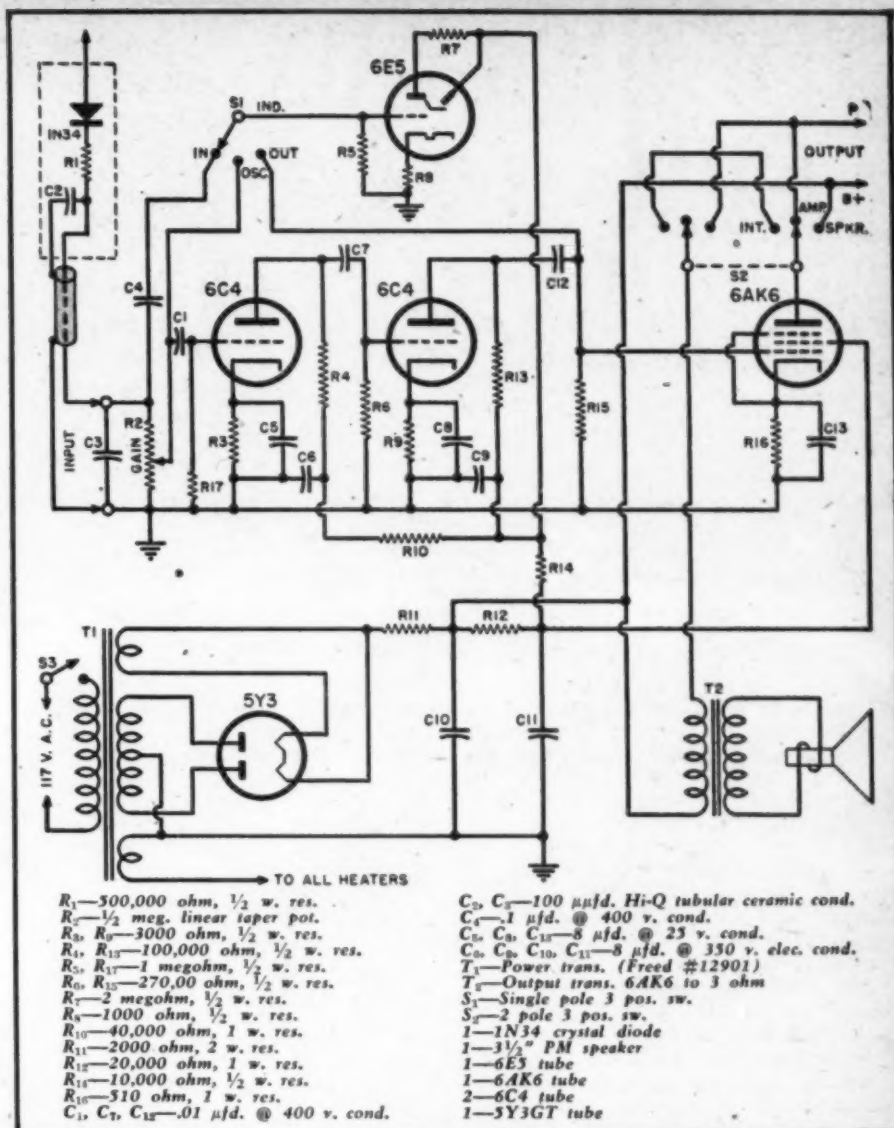 6E5
R7
S1
IND.
IN34
R1
IN
OSC
OUT
R5
R8
C2
P
OUTPUT
B+
INT.
AMP.
SPKR.
S2
6AK6
C4
C1
6C4
C7
6C4
C12
R4
R13
R6
R15
INPUT
C3
R2
GAIN
R17
R3
C5
C6
R9
C8
C9
R16
C13
R10
R14
T1
S3
117 V. A.C.
5Y3
R11
R12
C10
C11
T2
TO ALL HEATERS
R₁—500,000 ohm, ½ w. res.
R₂—½ meg. linear taper pot.
R₃, R₉—3000 ohm, ½ w. res.
R₄, R₁₃—100,000 ohm, ½ w. res.
R₅, R₁₇—1 megohm, ½ w. res.
R₆, R₁₅—270,00 ohm, ½ w. res.
R₇—2 megohm, ½ w. res.
R₈—1000 ohm, ½ w. res.
R₁₀—40,000 ohm, 1 w. res.
R₁₁—2000 ohm, 2 w. res.
R₁₂—20,000 ohm, 1 w. res.
R₁₄—10,000 ohm, ½ w. res.
R₁₆—510 ohm, 1 w. res.
C₁, C₇, C₁₂—.01 μfd. @ 400 v. cond.
C₂, C₃—100 μμfd. Hi-Q tubular ceramic cond.
C₄—.1 μfd. @ 400 v. cond.
C₅, C₈, C₁₃—8 μfd. @ 25 v. cond.
C₆, C₉, C₁₀, C₁₁—8 μfd. @ 350 v. elec. cond.
T₁—Power trans. (Freed #12901)
T₂—Output trans. 6AK6 to 3 ohm
S₁—Single pole 3 pos. sw.
S₂—2 pole 3 pos. sw.
1—1N34 crystal diode
1—3½" PM speaker
1—6E5 tube
1—6AK6 tube
2—6C4 tube
1—5Y3GT tube